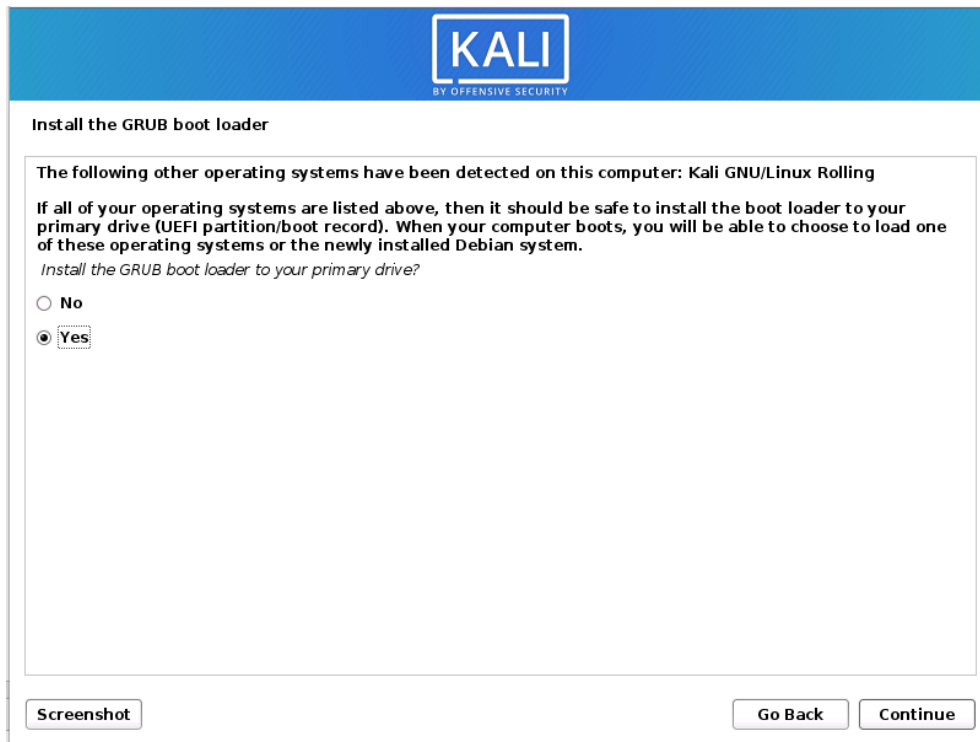 KALI
BY OFFENSIVE SECURITY
Install the GRUB boot loader
The following other operating systems have been detected on this computer: Kali GNU/Linux Rolling
If all of your operating systems are listed above, then it should be safe to install the boot loader to your
primary drive (UEFI partition/boot record). When your computer boots, you will be able to choose to load one
of these operating systems or the newly installed Debian system.
Install the GRUB boot loader to your primary drive?
No
Yes
Screenshot
Go Back
Continue